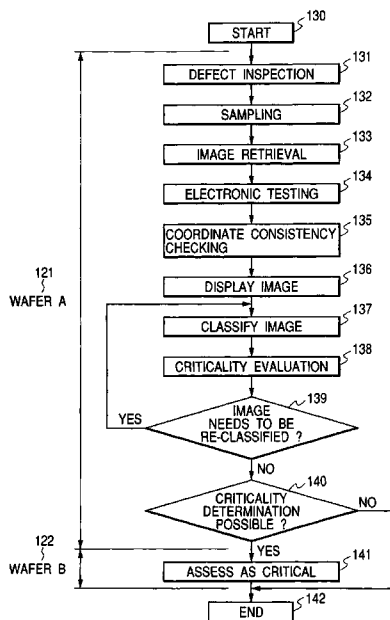 START
130
131
DEFECT INSPECTION
132
SAMPLING
133
IMAGE RETRIEVAL
134
ELECTRONIC TESTING
135
COORDINATE CONSISTENCY
CHECKING
136
DISPLAY IMAGE
137
CLASSIFY IMAGE
138
CRITICALITY EVALUATION
139
IMAGE
NEEDS TO BE
RE-CLASSIFIED ?
YES
NO
140
CRITICALITY
DETERMINATION
POSSIBLE ?
NO
YES
141
ASSESS AS CRITICAL
142
END
121
WAFER A
122
WAFER B